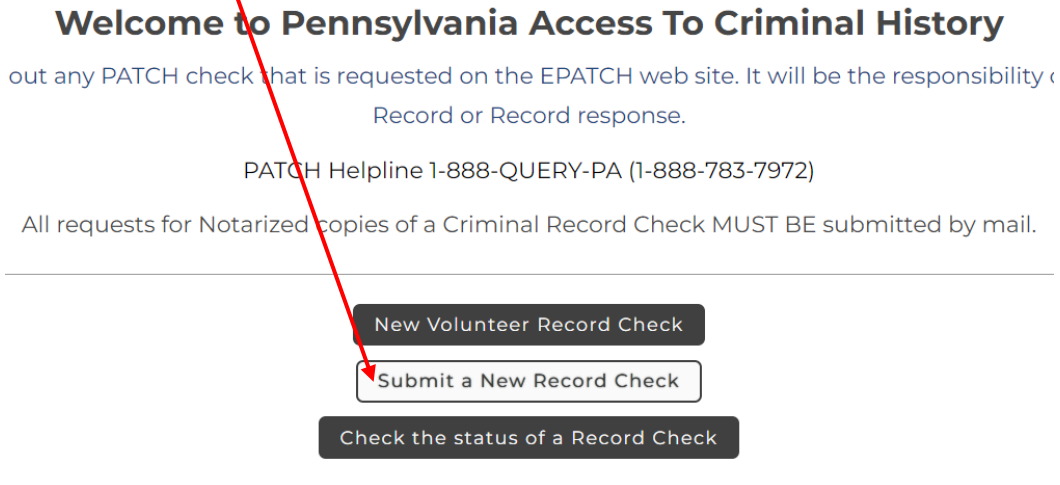 Welcome to Pennsylvania Access To Criminal History
out any PATCH check that is requested on the EPATCH web site. It will be the responsibility
Record or Record response.
PATCH Helpline 1-888-QUERY-PA (1-888-783-7972)
All requests for Notarized copies of a Criminal Record Check MUST BE submitted by mail.
New Volunteer Record Check
Submit a New Record Check
Check the status of a Record Check